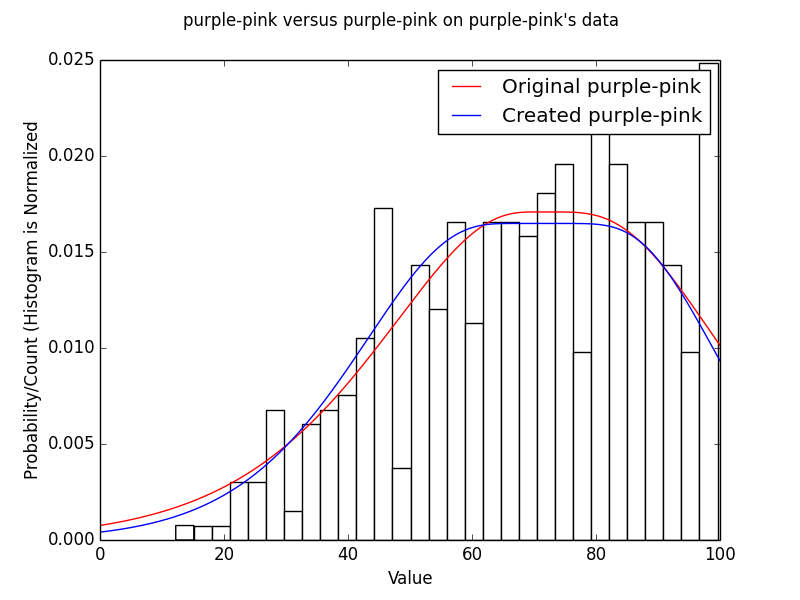 purple-pink versus purple-pink on purple-pink's data
0.025
0.020
0.015
0.010
0.005
0.000
Probability/Count (Histogram is Normalized
Original purple-pink
Created purple-pink
0 20 40 60 80 100
Value